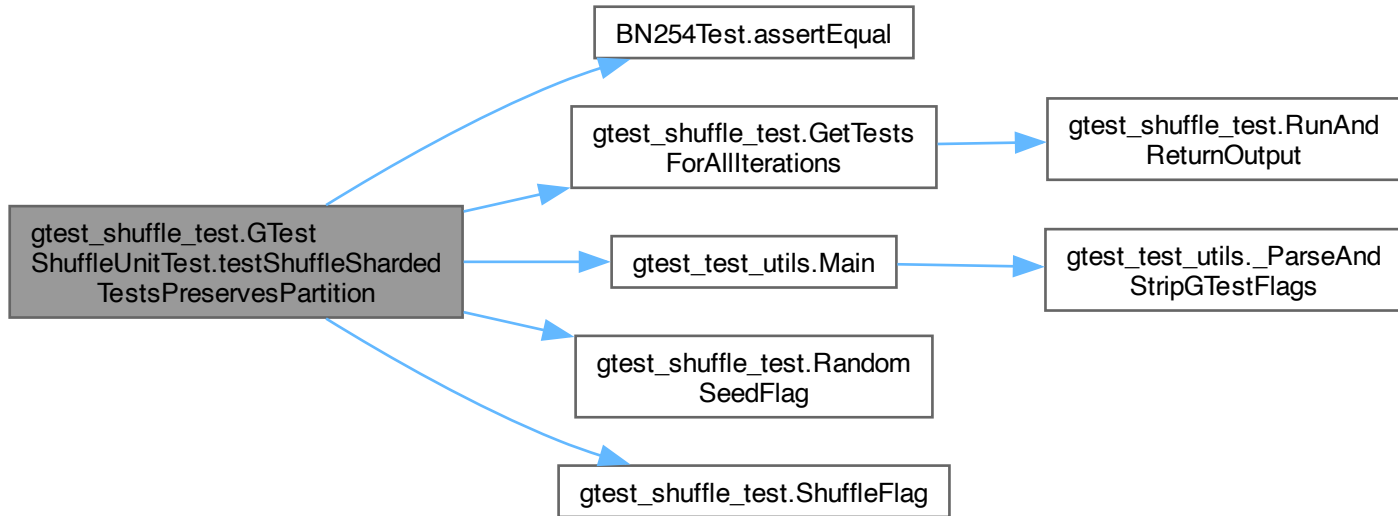 BN254Test.assertEqual
gtest_shuffle_test.GetTests
ForAllIterations
gtest_shuffle_test.RunAnd
ReturnOutput
gtest_shuffle_test.GTest
ShuffleUnitTest.testShuffleSharded
TestsPreservesPartition
gtest_test_utils.Main
gtest_test_utils._ParseAnd
StripGTestFlags
gtest_shuffle_test.Random
SeedFlag
gtest_shuffle_test.ShuffleFlag